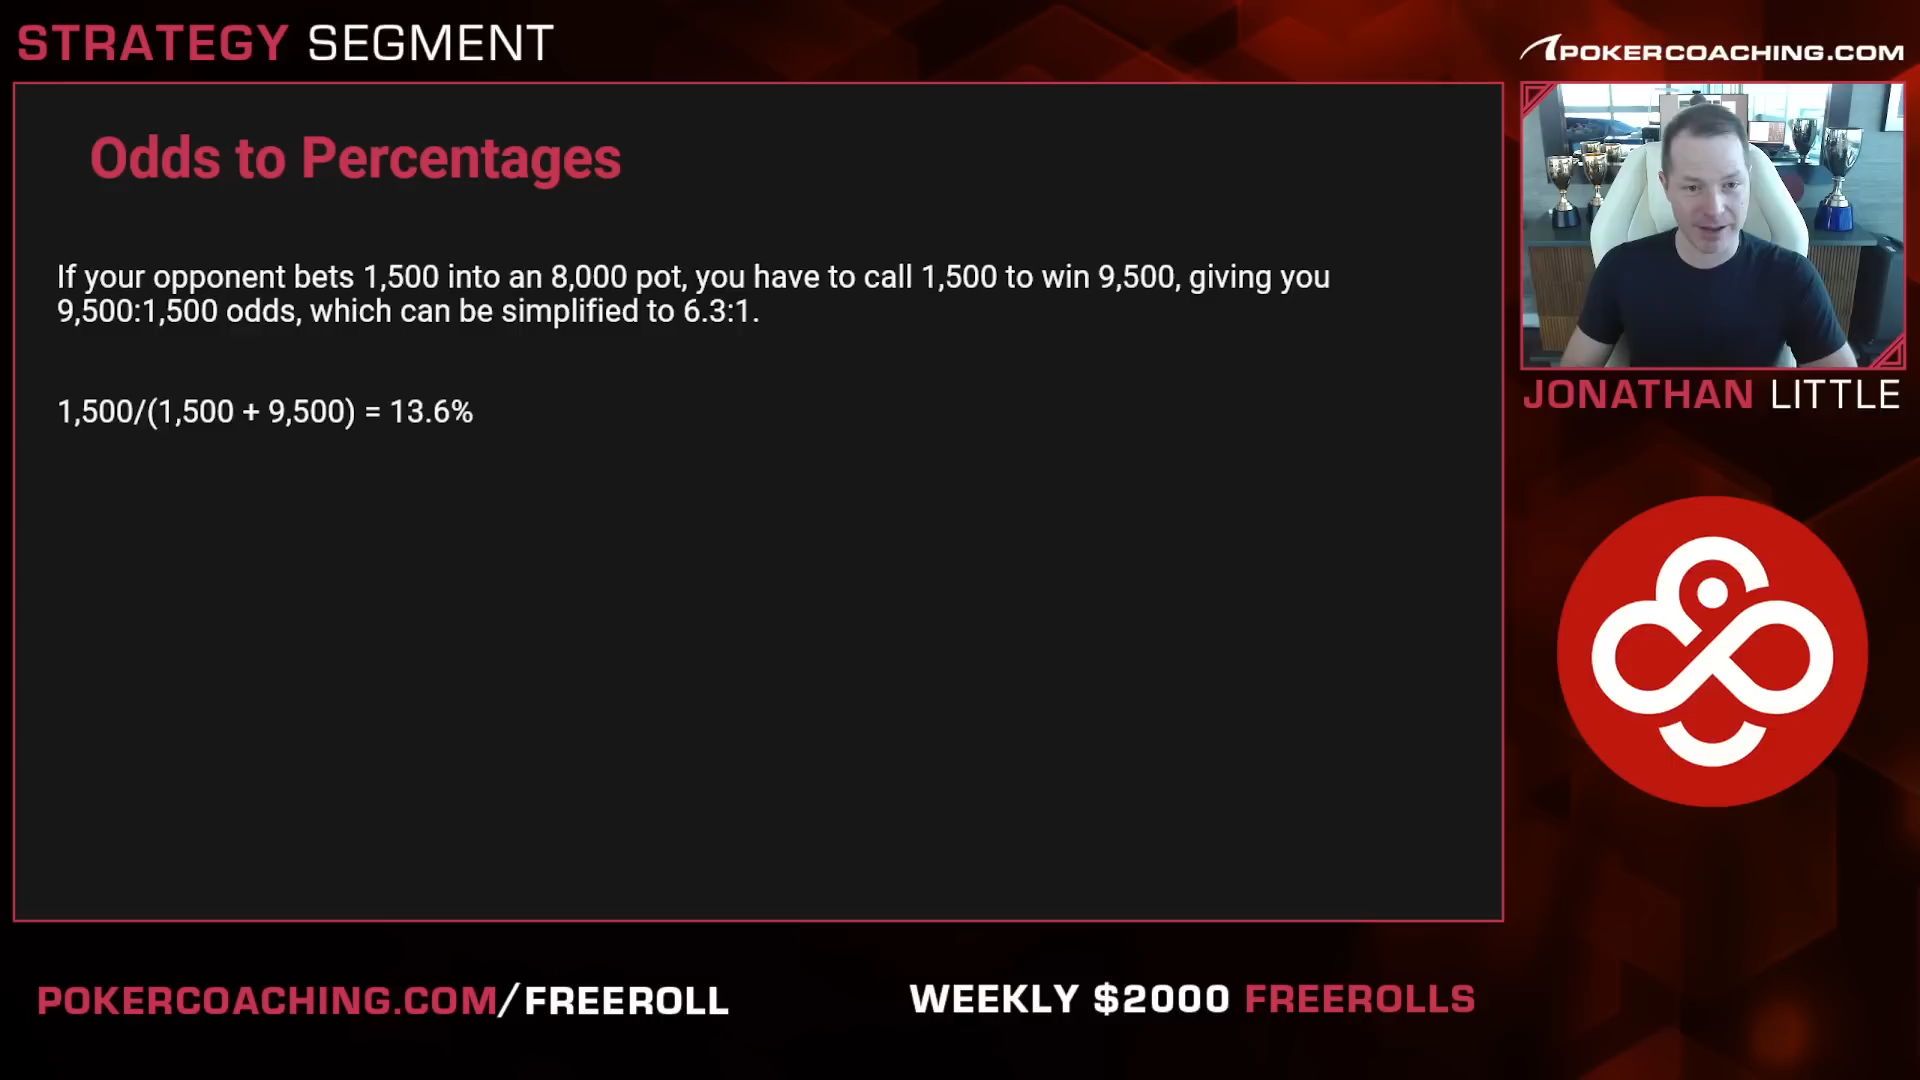 STRATEGY SEGMENT
POKERCOACHING.COM
Odds to Percentages
If your opponent bets 1,500 into an 8,000 pot, you have to call 1,500 to win 9,500, giving you
9,500:1,500 odds, which can be simplified to 6.3:1.
1,500/(1,500 + 9,500) = 13.6%
JONATHAN LITTLE
POKERCOACHING.COM/FREEROLL
WEEKLY $2000 FREEROLLS